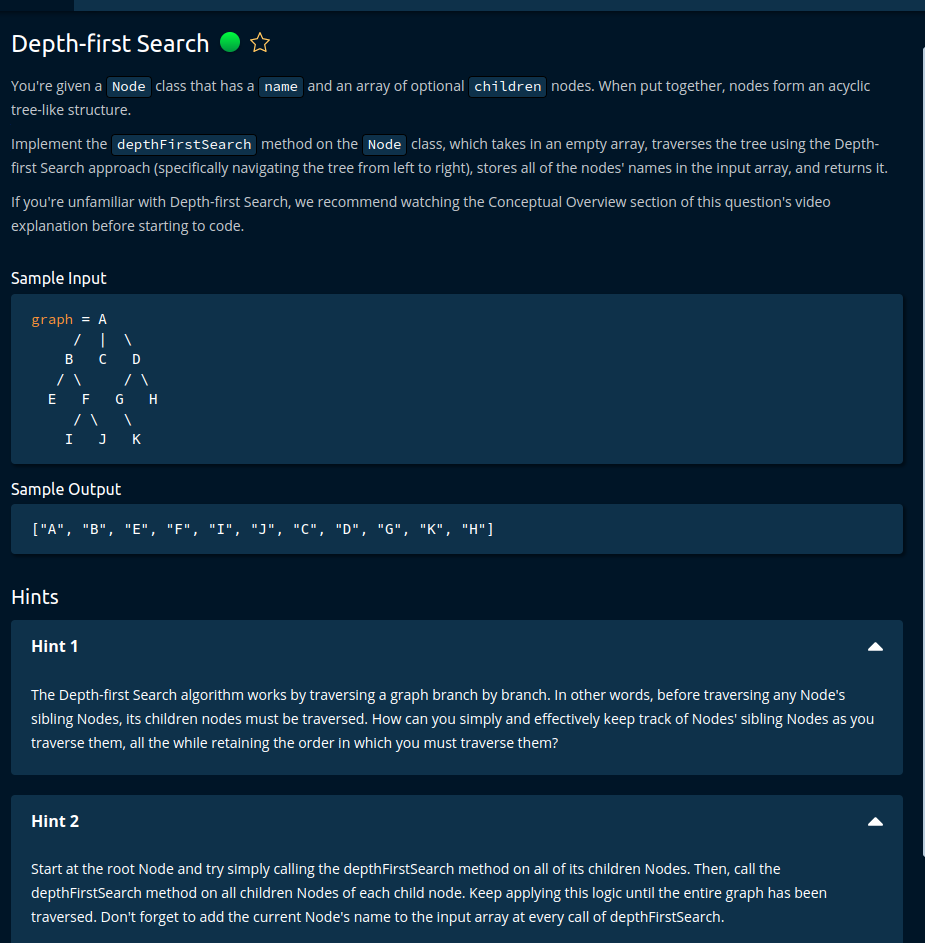 Depth-first Search
You're given a Node class that has a name and an array of optional children nodes. When put together, nodes form an acyclic
tree-like structure.
Implement the depthFirstSearch method on the Node class, which takes in an empty array, traverses the tree using the Depth-
first Search approach (specifically navigating the tree from left to right), stores all of the nodes' names in the input array, and returns it.
If you're unfamiliar with Depth-first Search, we recommend watching the Conceptual Overview section of this question's video
explanation before starting to code.
Sample Input
graph = A
     /  |  \
    B   C   D
   / \     / \
  E   F   G   H
     / \   \
    I   J   K
Sample Output
["A", "B", "E", "F", "I", "J", "C", "D", "G", "K", "H"]
Hints
Hint 1
The Depth-first Search algorithm works by traversing a graph branch by branch. In other words, before traversing any Node's
sibling Nodes, its children nodes must be traversed. How can you simply and effectively keep track of Nodes' sibling Nodes as you
traverse them, all the while retaining the order in which you must traverse them?
Hint 2
Start at the root Node and try simply calling the depthFirstSearch method on all of its children Nodes. Then, call the
depthFirstSearch method on all children Nodes of each child node. Keep applying this logic until the entire graph has been
traversed. Don't forget to add the current Node's name to the input array at every call of depthFirstSearch.